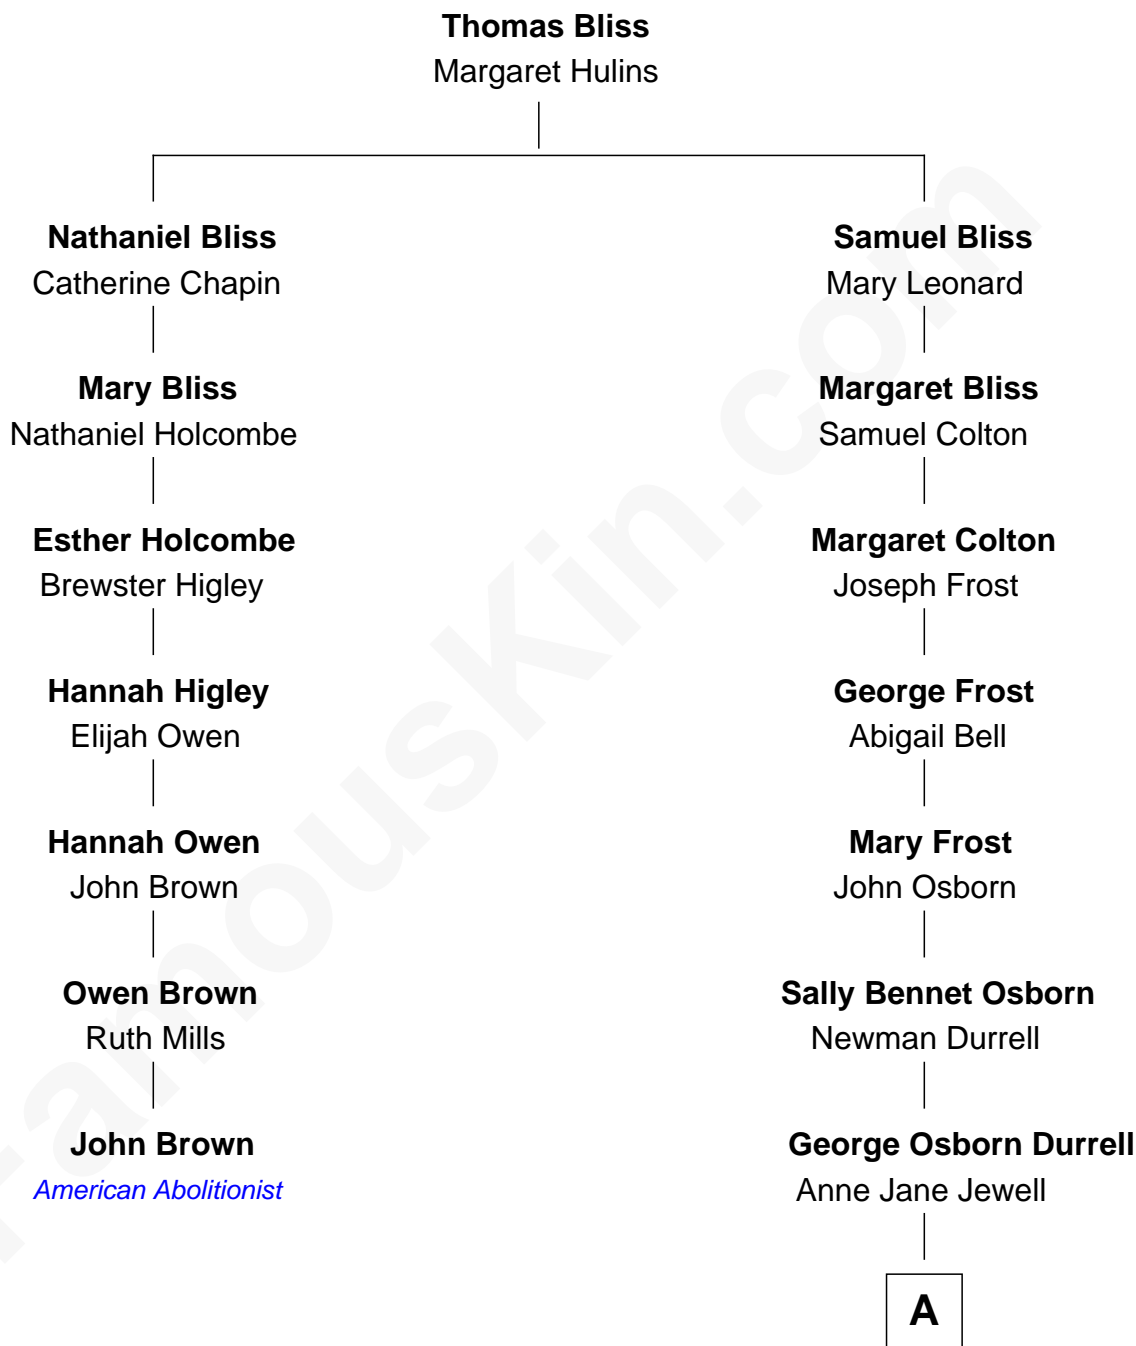 Thomas Bliss
Margaret Hulins
Nathaniel Bliss
Catherine Chapin
Mary Bliss
Nathaniel Holcombe
Esther Holcombe
Brewster Higley
Hannah Higley
Elijah Owen
Hannah Owen
John Brown
Owen Brown
Ruth Mills
John Brown
American Abolitionist
Samuel Bliss
Mary Leonard
Margaret Bliss
Samuel Colton
Margaret Colton
Joseph Frost
George Frost
Abigail Bell
Mary Frost
John Osborn
Sally Bennet Osborn
Newman Durrell
George Osborn Durrell
Anne Jane Jewell
A
FamousKin.com